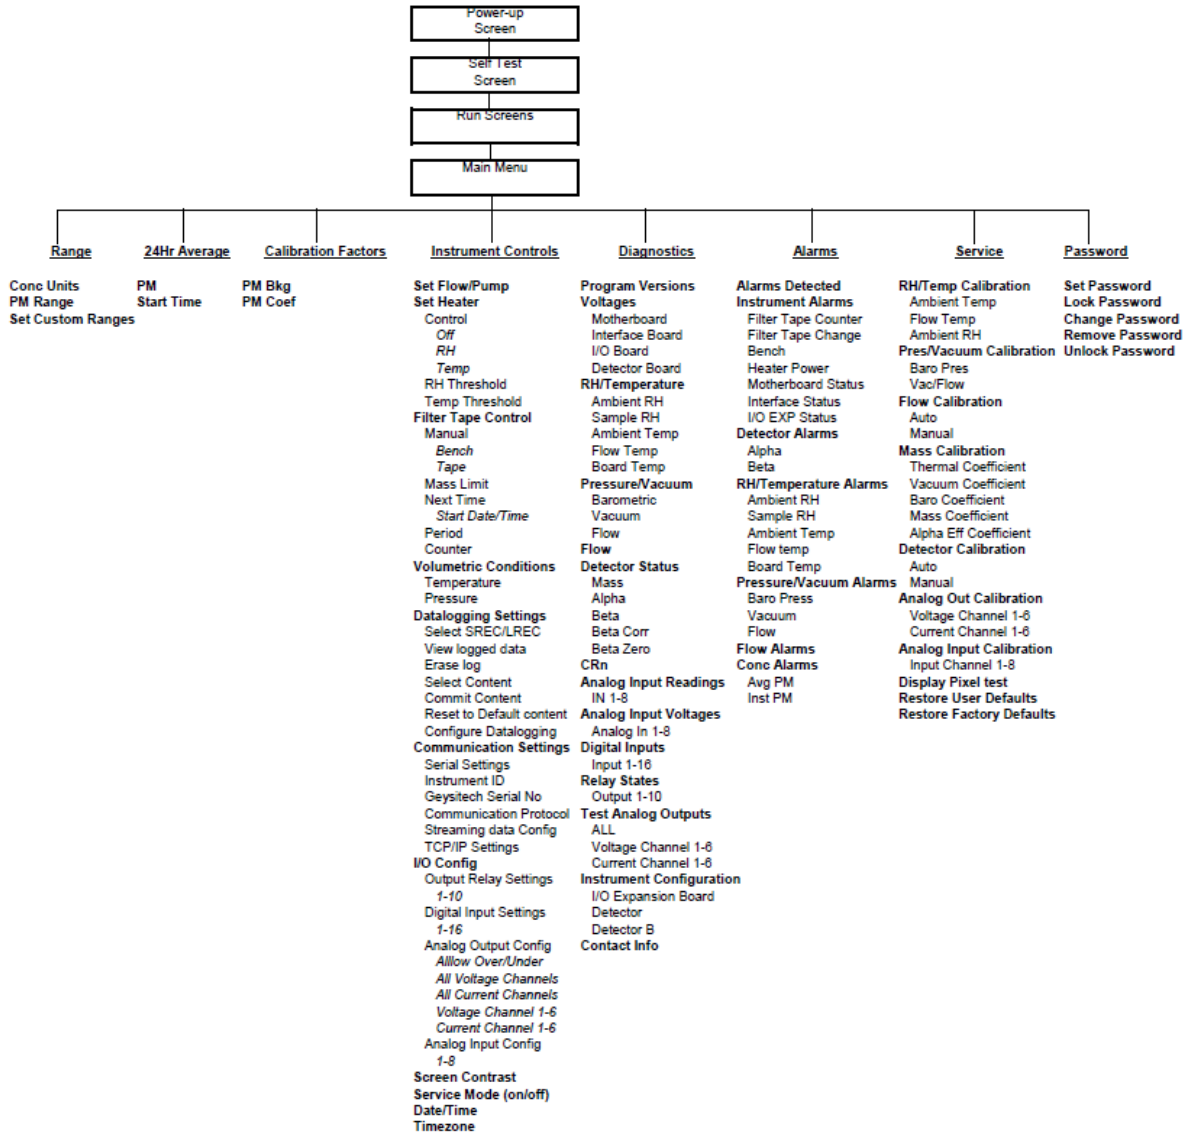 Power-up
Screen
Self Test
Screen
Run Screens
Main Menu
Range
Conc Units
PM Range
Set Custom Ranges
24Hr Average
PM
Start Time
Calibration Factors
PM Bkg
PM Coef
Instrument Controls
Set Flow/Pump
Set Heater
Control
Off
RH
Temp
RH Threshold
Temp Threshold
Filter Tape Control
Manual
Bench
Tape
Mass Limit
Next Time
Start Date/Time
Period
Counter
Volumetric Conditions
Temperature
Pressure
Datalogging Settings
Select SREC/LREC
View logged data
Erase log
Select Content
Commit Content
Reset to Default content
Configure Datalogging
Communication Settings
Serial Settings
Instrument ID
Geysitech Serial No
Communication Protocol
Streaming data Config
TCP/IP Settings
I/O Config
Output Relay Settings
1-10
Digital Input Settings
1-16
Analog Output Config
Alllow Over/Under
All Voltage Channels
All Current Channels
Voltage Channel 1-6
Current Channel 1-6
Analog Input Config
1-8
Screen Contrast
Service Mode (on/off)
Date/Time
Timezone
Diagnostics
Program Versions
Voltages
Motherboard
Interface Board
I/O Board
Detector Board
RH/Temperature
Ambient RH
Sample RH
Ambient Temp
Flow Temp
Board Temp
Pressure/Vacuum
Barometric
Vacuum
Flow
Flow
Detector Status
Mass
Alpha
Beta
Beta Corr
Beta Zero
CRn
Analog Input Readings
IN 1-8
Analog Input Voltages
Analog In 1-8
Digital Inputs
Input 1-16
Relay States
Output 1-10
Test Analog Outputs
ALL
Voltage Channel 1-6
Current Channel 1-6
Instrument Configuration
I/O Expansion Board
Detector
Detector B
Contact Info
Alarms
Alarms Detected
Instrument Alarms
Filter Tape Counter
Filter Tape Change
Bench
Heater Power
Motherboard Status
Interface Status
I/O EXP Status
Detector Alarms
Alpha
Beta
RH/Temperature Alarms
Ambient RH
Sample RH
Ambient Temp
Flow temp
Board Temp
Pressure/Vacuum Alarms
Baro Press
Vacuum
Flow
Flow Alarms
Conc Alarms
Avg PM
Inst PM
Service
RH/Temp Calibration
Ambient Temp
Flow Temp
Ambient RH
Pres/Vacuum Calibration
Baro Pres
Vac/Flow
Flow Calibration
Auto
Manual
Mass Calibration
Thermal Coefficient
Vacuum Coefficient
Baro Coefficient
Mass Coefficient
Alpha Eff Coefficient
Detector Calibration
Auto
Manual
Analog Out Calibration
Voltage Channel 1-6
Current Channel 1-6
Analog Input Calibration
Input Channel 1-8
Display Pixel test
Restore User Defaults
Restore Factory Defaults
Password
Set Password
Lock Password
Change Password
Remove Password
Unlock Password